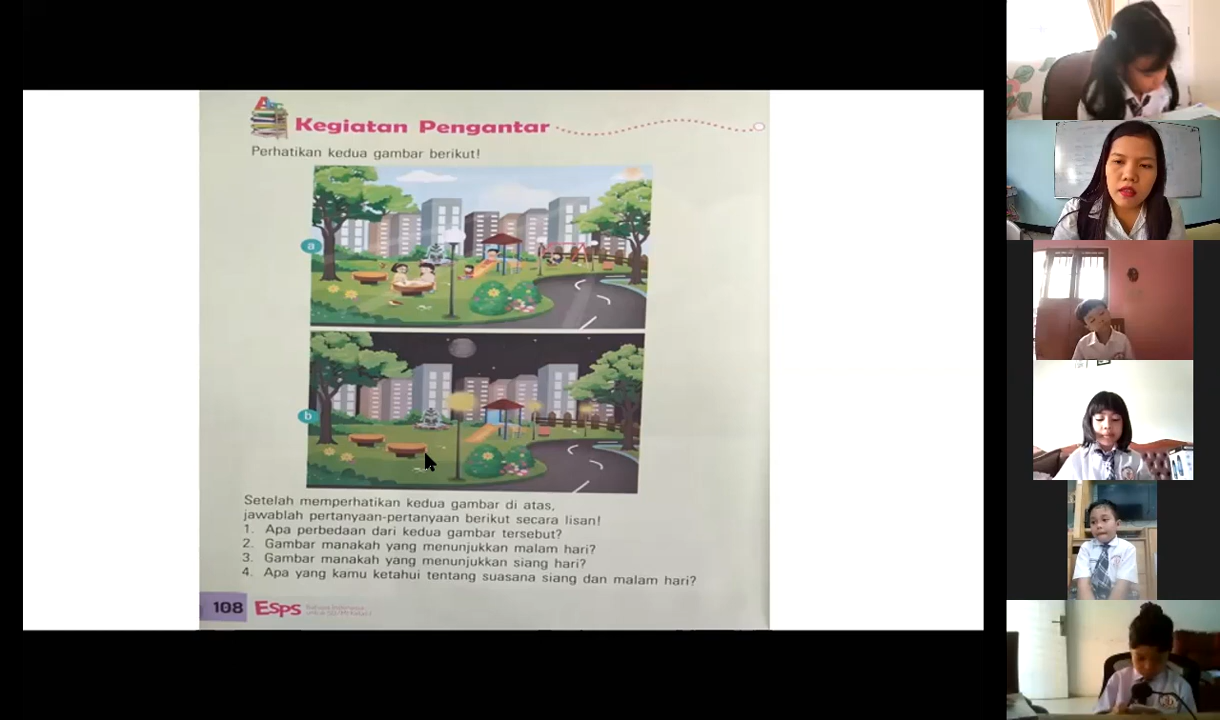 Kegiatan Pengantar
Perhatikan kedua gambar berikut!
a
b
Setelah memperhatikan kedua gambar di atas,
jawablah pertanyaan-pertanyaan berikut secara lisan!
1. Apa perbedaan dari kedua gambar tersebut?
2. Gambar manakah yang menunjukkan malam hari?
3. Gambar manakah yang menunjukkan siang hari?
4. Apa yang kamu ketahui tentang suasana siang dan malam hari?
108 ESPS